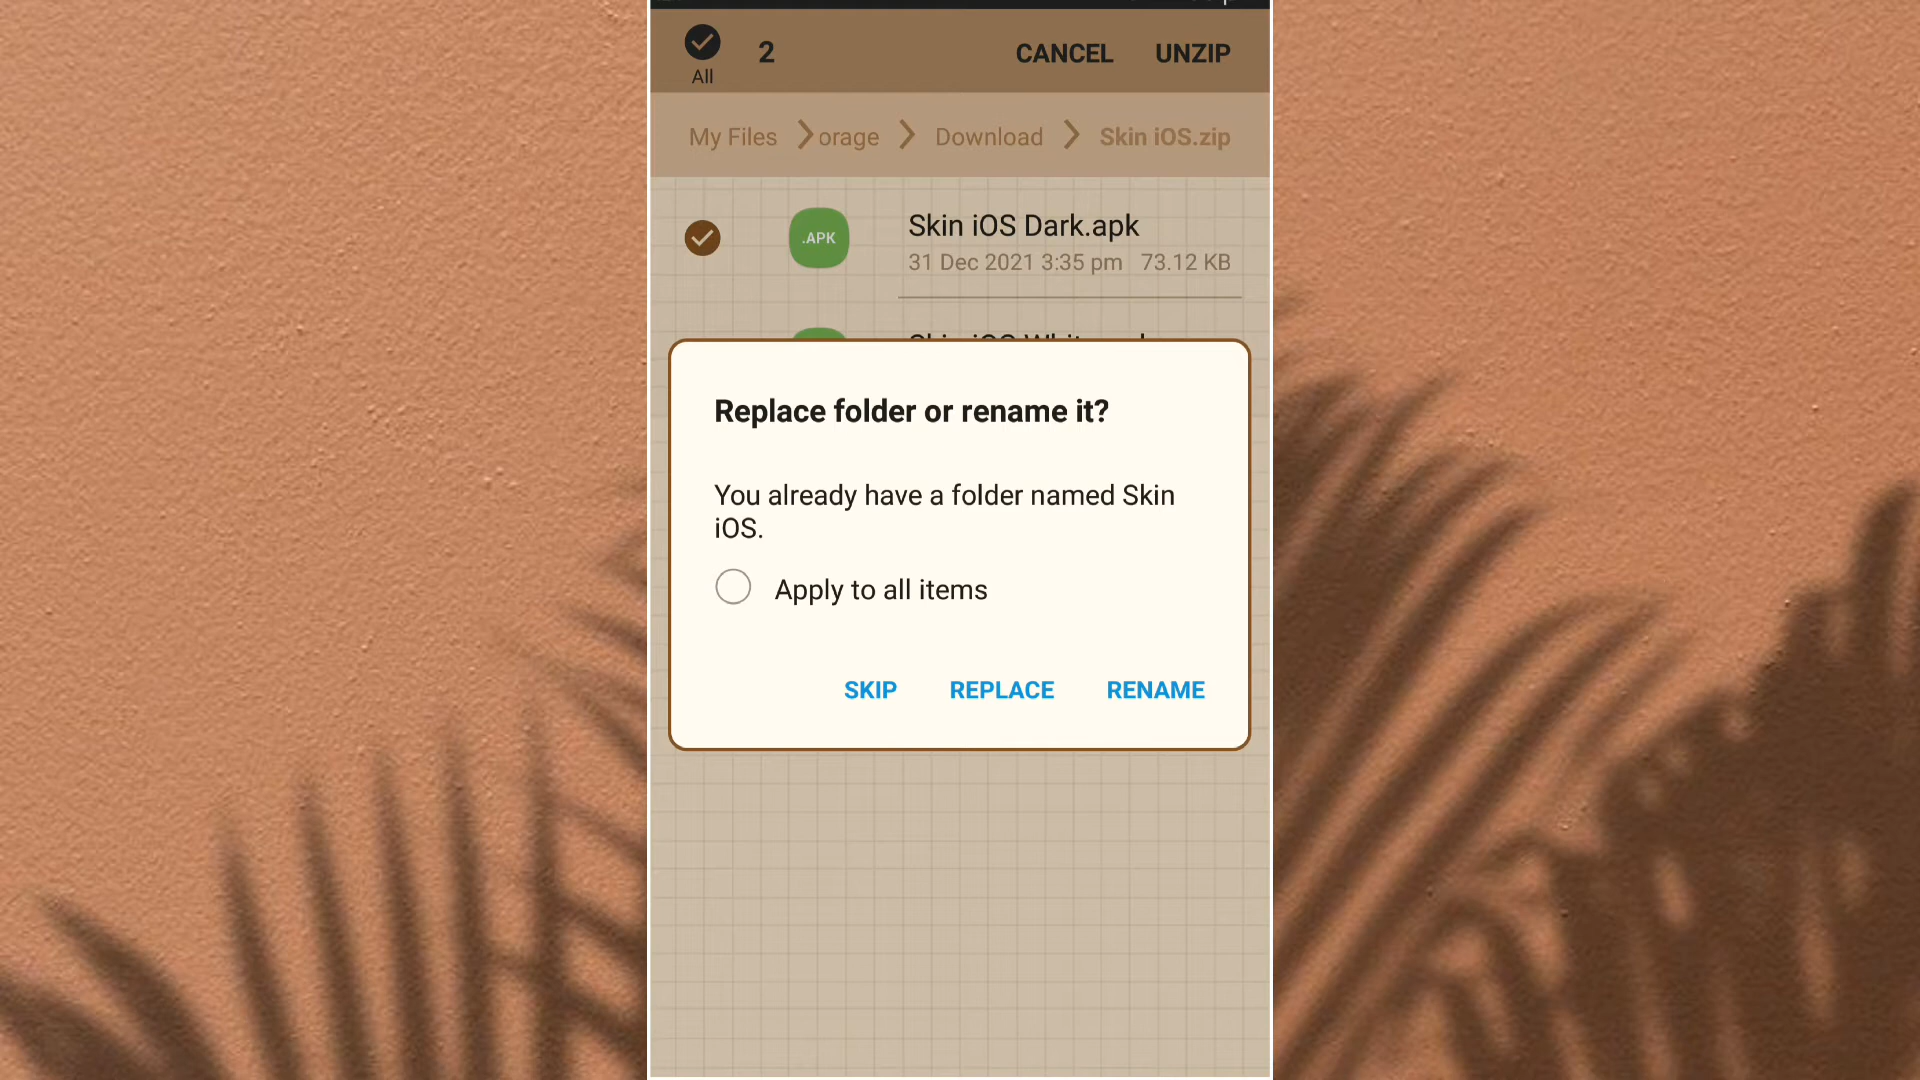 All
2
CANCEL
UNZIP
My Files
orage
Download
Skin iOS.zip
.APK
Skin iOS Dark.apk
31 Dec 2021 3:35 pm 73.12 KB
Replace folder or rename it?
You already have a folder named Skin
iOS.
Apply to all items
SKIP
REPLACE
RENAME